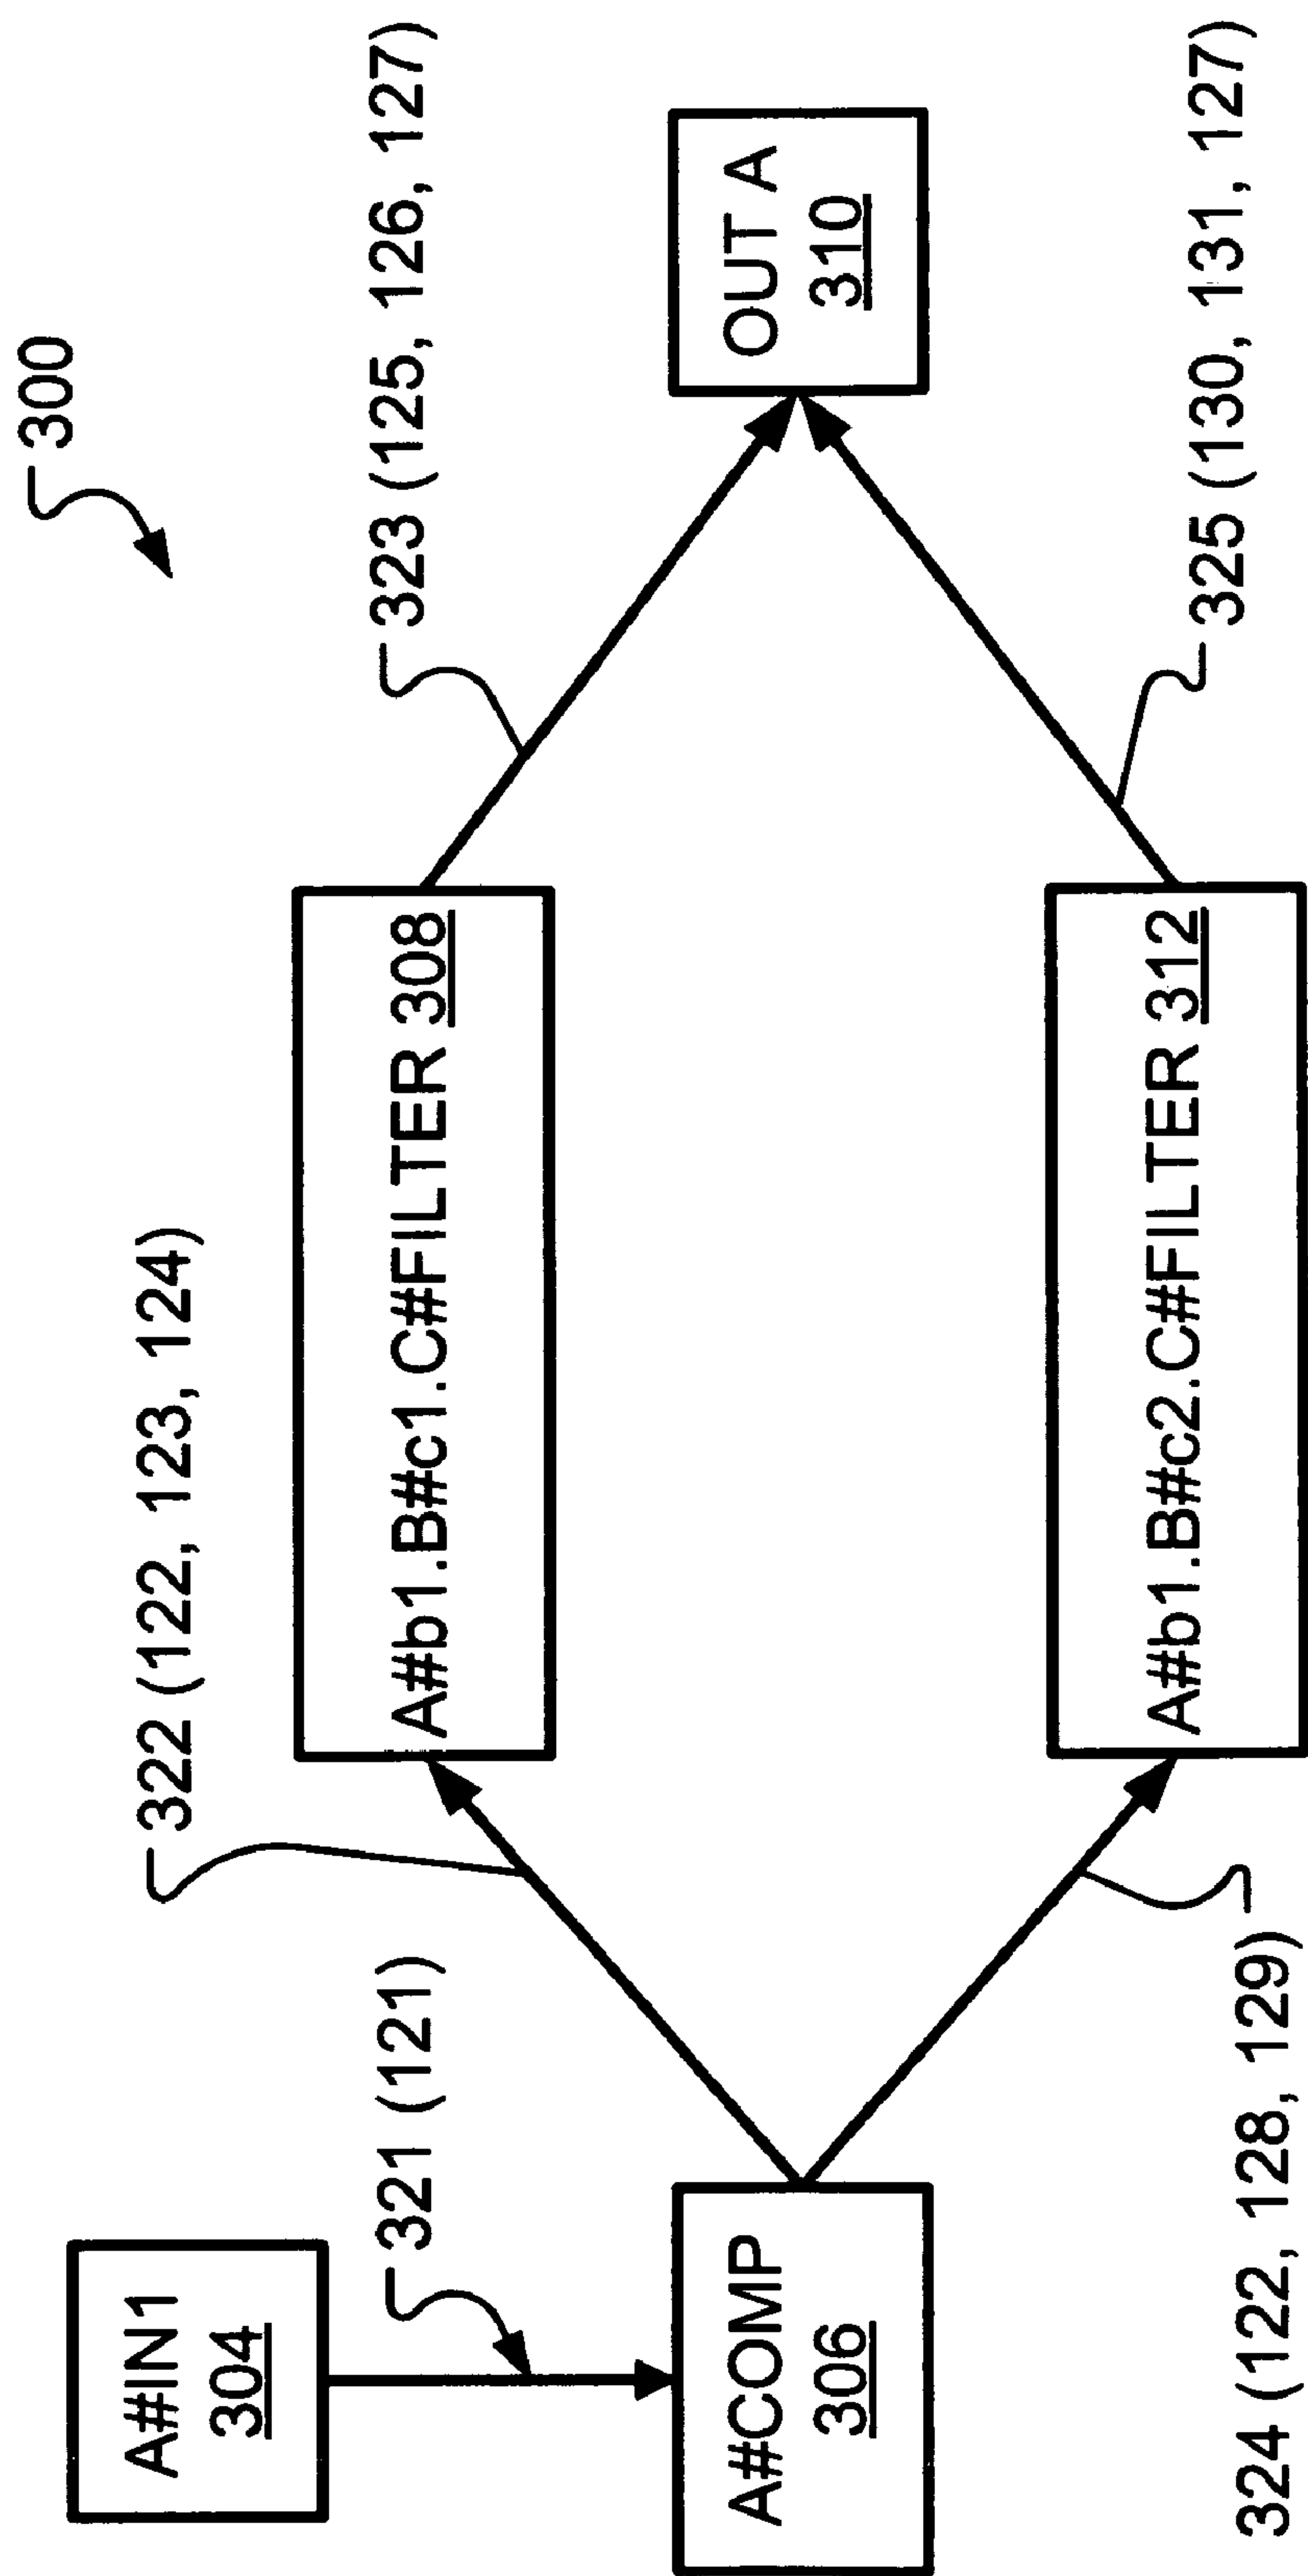 300
A#IN1
304
321 (121)
322 (122, 123, 124)
A#COMP
306
324 (122, 128, 129)
A#b1.B#c1.C#FILTER 308
A#b1.B#c2.C#FILTER 312
323 (125, 126, 127)
OUT A
310
325 (130, 131, 127)